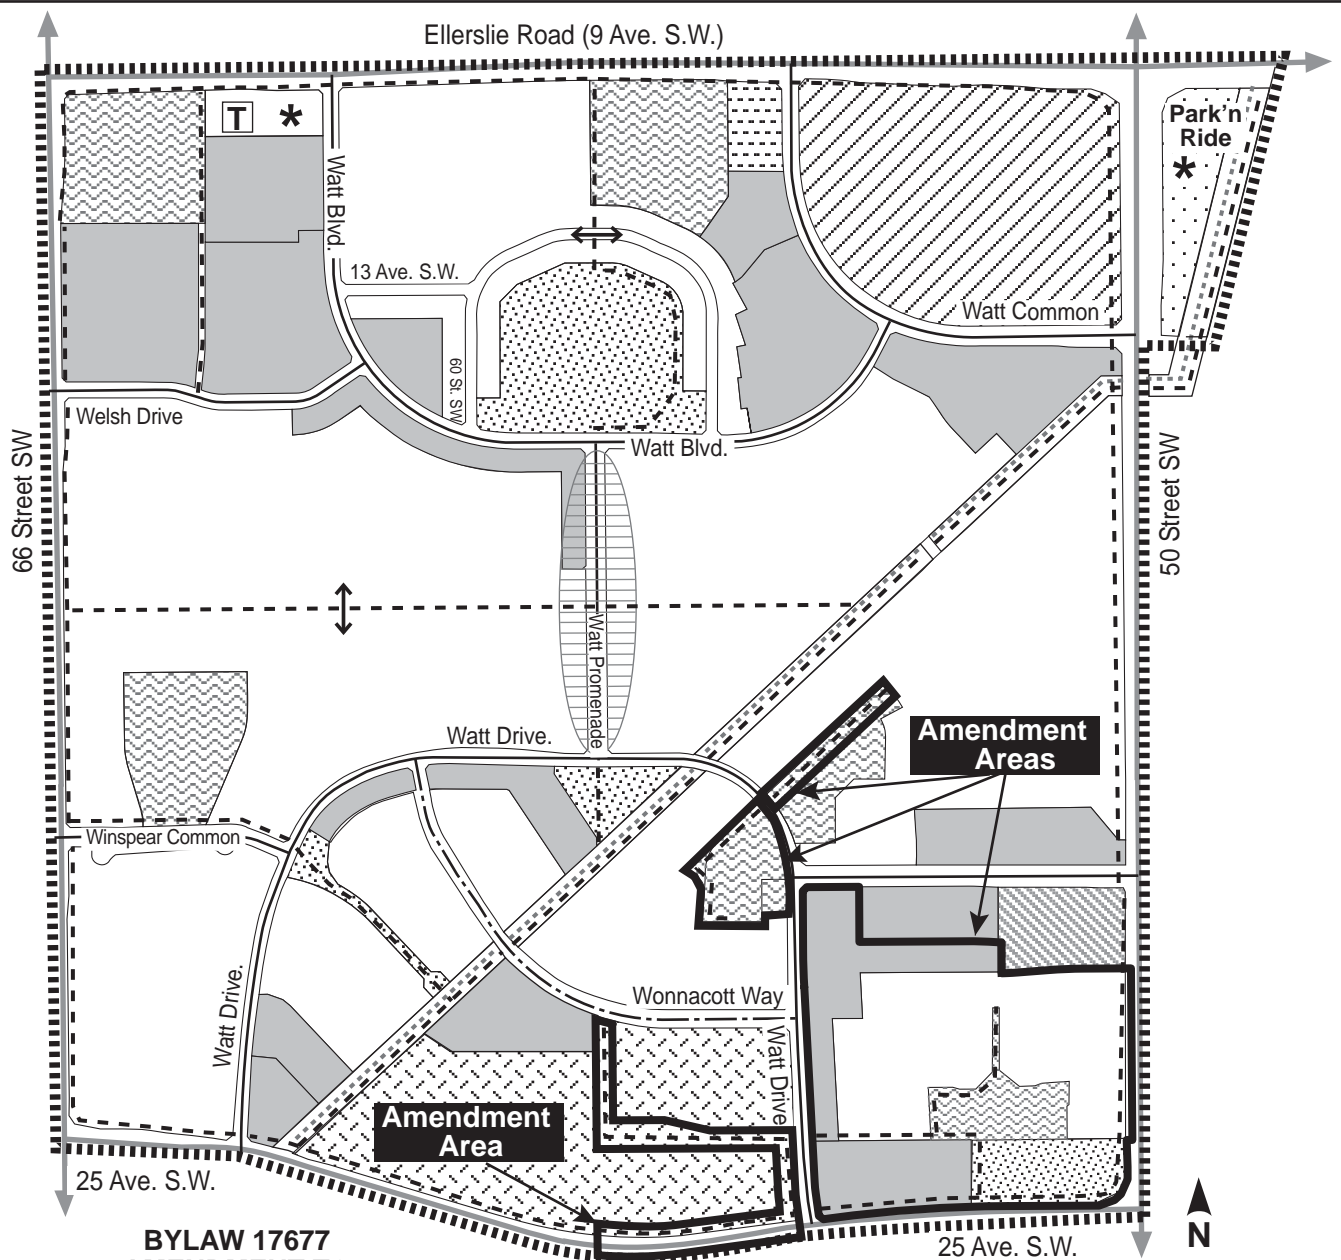 Ellerslie Road (9 Ave. S.W.)
T *
Park'n
Ride
*
Watt Blvd.
13 Ave. S.W.
Watt Common
60 St. SW
Welsh Drive
Watt Blvd.
66 Street SW
50 Street SW
Watt Promenade
Watt Drive.
Amendment
Areas
Winspear Common
Watt Drive.
Wonnacott Way
Watt Drive
Amendment
Area
25 Ave. S.W.
N
BYLAW 17677
25 Ave. S.W.